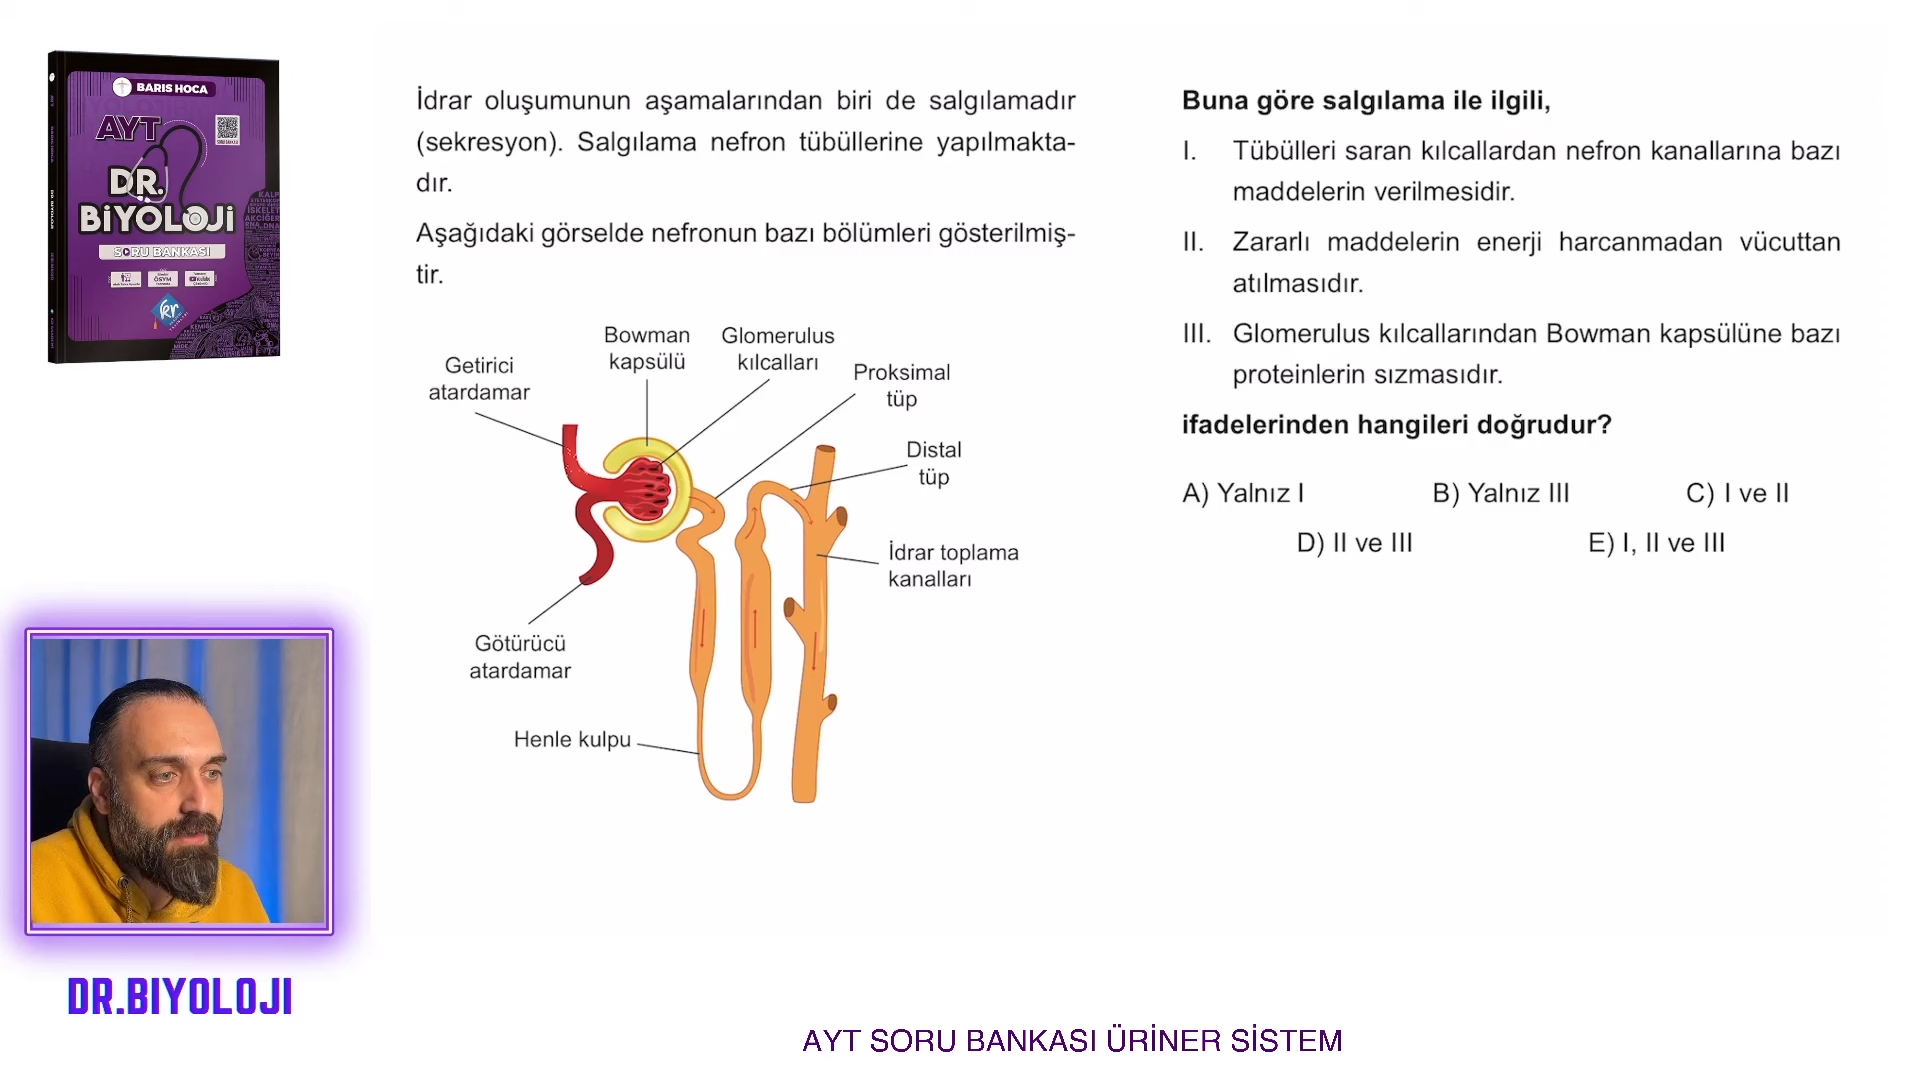 BARIS HOCA
AYT
DR.
BiYOLOJi
SORU BANKASI
İdrar oluşumunun aşamalarından biri de salgılamadır
(sekresyon). Salgılama nefron tübüllerine yapılmakta-
dır.
Aşağıdaki görselde nefronun bazı bölümleri gösterilmiş-
tir.
Bowman
kapsülü
Glomerulus
kılcalları
Getirici
atardamar
Proksimal
tüp
Distal
tüp
İdrar toplama
kanalları
Götürücü
atardamar
Henle kulpu
Buna göre salgılama ile ilgili,
I. Tübülleri saran kılcallardan nefron kanallarına bazı
maddelerin verilmesidir.
II. Zararlı maddelerin enerji harcanmadan vücuttan
atılmasıdır.
III. Glomerulus kılcallarından Bowman kapsülüne bazı
proteinlerin sızmasıdır.
ifadelerinden hangileri doğrudur?
A) Yalnız I B) Yalnız III C) I ve II
D) II ve III E) I, II ve III
DR.BIYOLOJI
AYT SORU BANKASI ÜRİNER SİSTEM